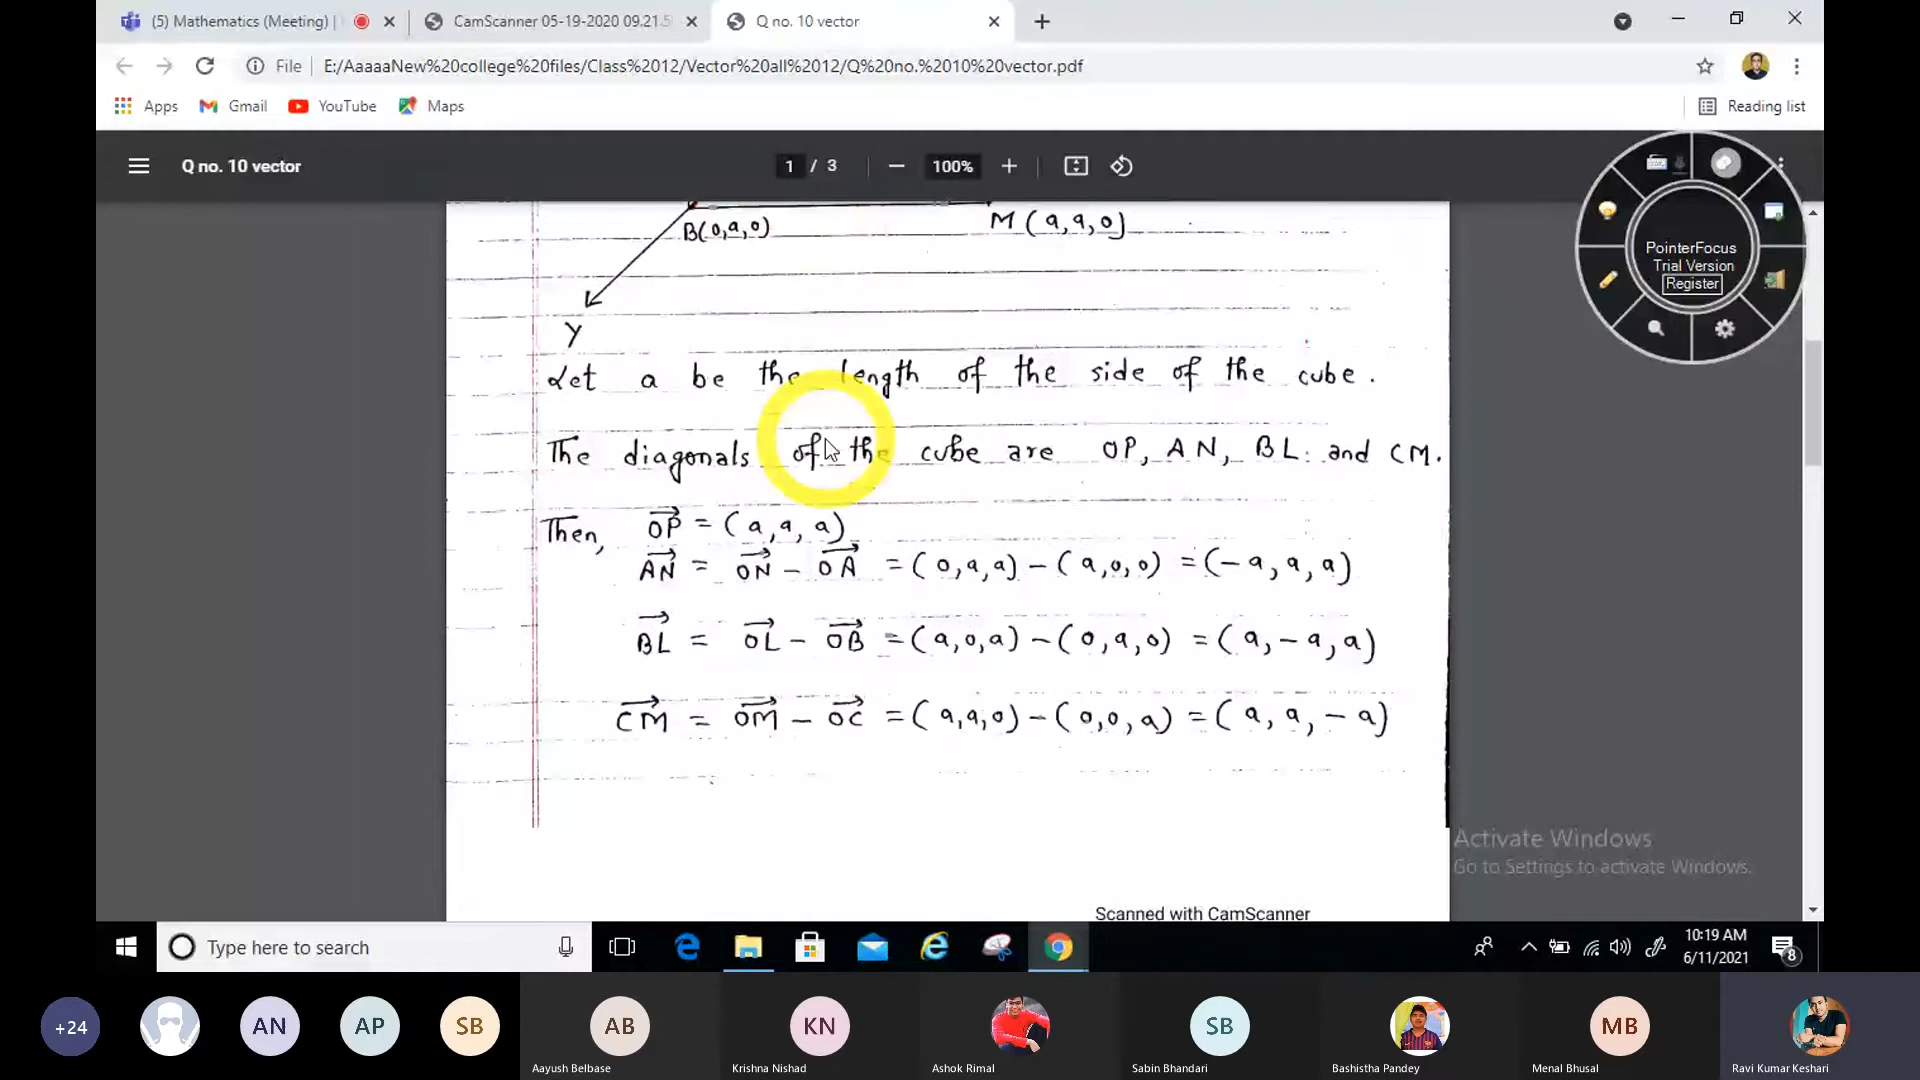 (5) Mathematics (Meeting) |
CamScanner 05-19-2020 09.21.5
Q no. 10 vector
File | E:/AaaaaNew%20college%20files/Class%2012/Vector%20all%2012/Q%20no.%2010%20vector.pdf
Apps Gmail YouTube Maps Reading list
Q no. 10 vector 1 / 3 100%
PointerFocus
Trial Version
Register
B(0,a,0) M (a,a,0)
Y
Let a be the length of the side of the cube.
The diagonals of the cube are OP, AN, BL and CM.
Then, OP→ = (a,a,a)
AN→ = ON→ - OA→ = (0,a,a) - (a,0,0) = (-a,a,a)
BL→ = OL→ - OB→ = (a,0,a) - (0,a,0) = (a,-a,a)
CM→ = OM→ - OC→ = (a,a,0) - (0,0,a) = (a,a,-a)
Activate Windows
Go to Settings to activate Windows.
Scanned with CamScanner
Type here to search
10:19 AM
6/11/2021
8
+24 AN AP SB AB KN SB MB
Aayush Belbase Krishna Nishad Ashok Rimal Sabin Bhandari Bashistha Pandey Menal Bhusal Ravi Kumar Keshari